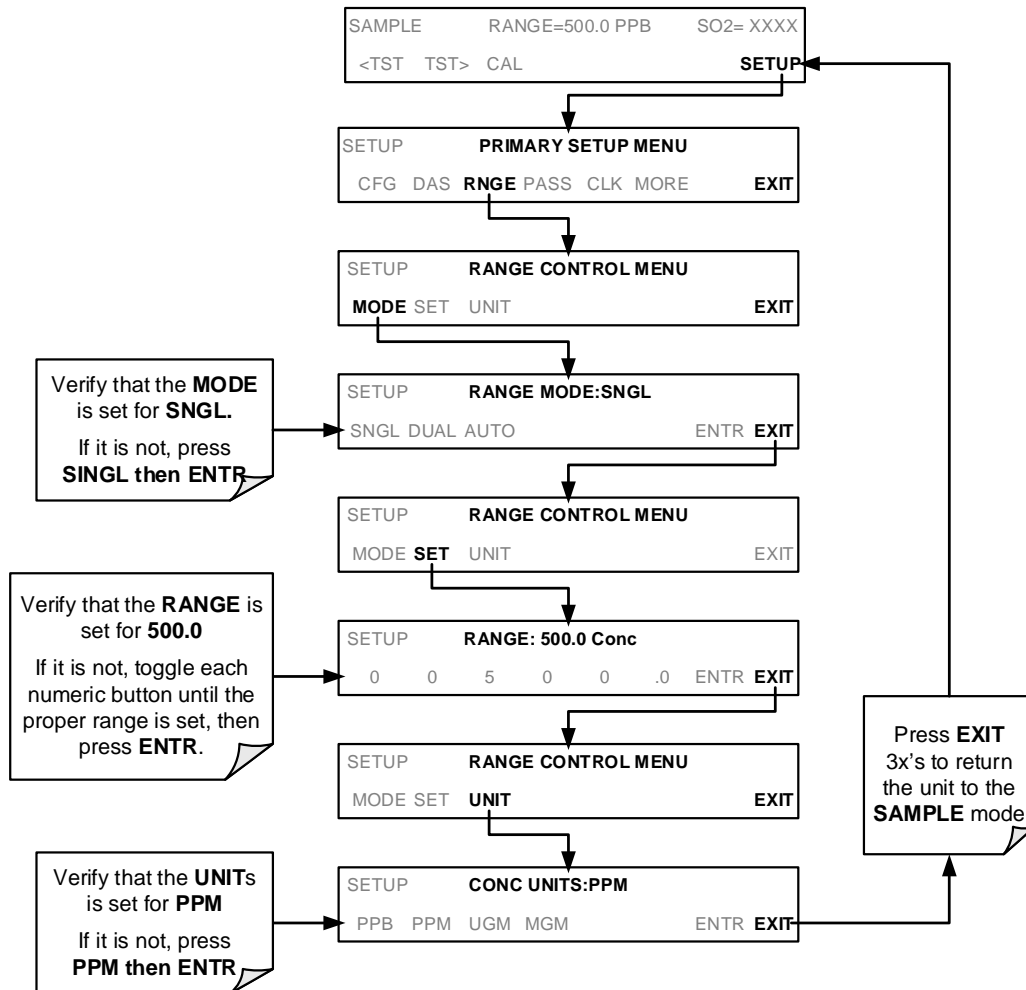 SAMPLE RANGE=500.0 PPB SO2= XXXX
<TST TST> CAL SETUP
SETUP PRIMARY SETUP MENU
CFG DAS RNGE PASS CLK MORE EXIT
SETUP RANGE CONTROL MENU
MODE SET UNIT EXIT
Verify that the MODE
is set for SNGL.
If it is not, press
SINGL then ENTR
SETUP RANGE MODE:SNGL
SNGL DUAL AUTO ENTR EXIT
SETUP RANGE CONTROL MENU
MODE SET UNIT EXIT
Verify that the RANGE is
set for 500.0
If it is not, toggle each
numeric button until the
proper range is set, then
press ENTR.
SETUP RANGE: 500.0 Conc
0 0 5 0 0 .0 ENTR EXIT
SETUP RANGE CONTROL MENU
MODE SET UNIT EXIT
Press EXIT
3x's to return
the unit to the
SAMPLE mode
Verify that the UNITs
is set for PPM
If it is not, press
PPM then ENTR
SETUP CONC UNITS:PPM
PPB PPM UGM MGM ENTR EXIT